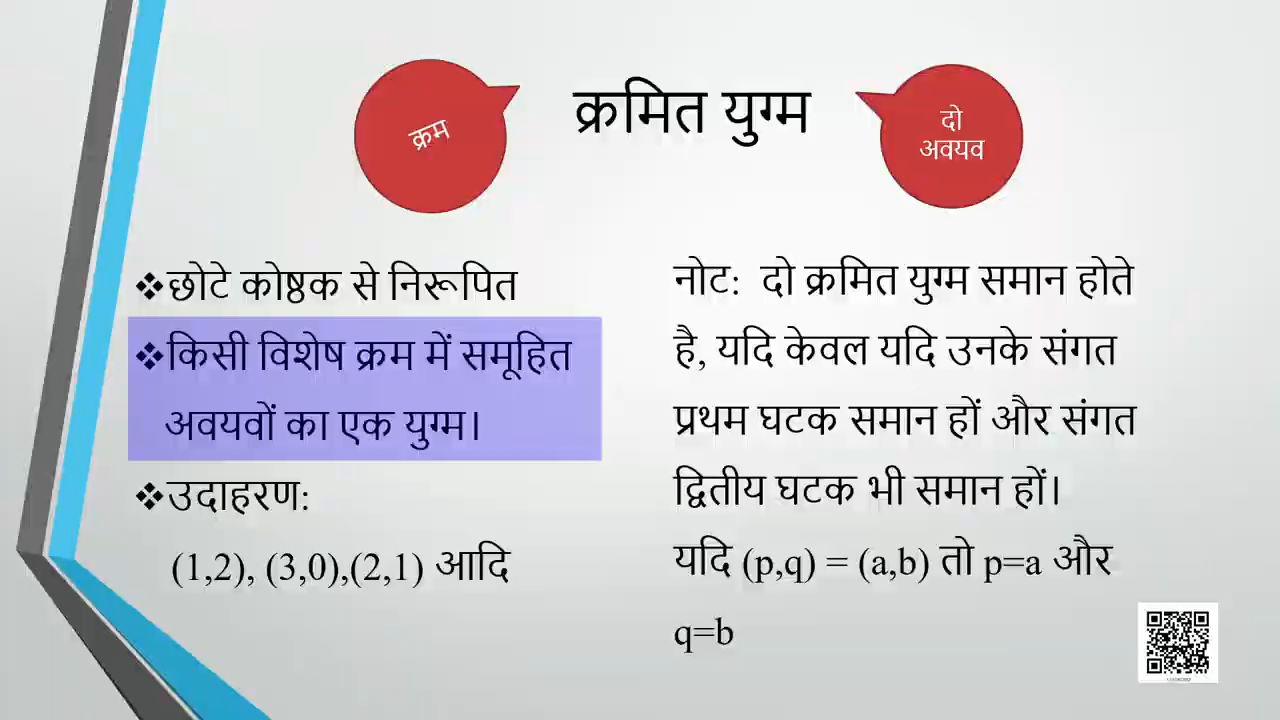 क्रमित युग्म
क्रम
दो
अवयव
❖छोटे कोष्ठक से निरूपित
❖किसी विशेष क्रम में समूहित
अवयवों का एक युग्म।
❖उदाहरण:
(1,2), (3,0),(2,1) आदि
नोट: दो क्रमित युग्म समान होते
है, यदि केवल यदि उनके संगत
प्रथम घटक समान हों और संगत
द्वितीय घटक भी समान हों।
यदि (p,q) = (a,b) तो p=a और
q=b